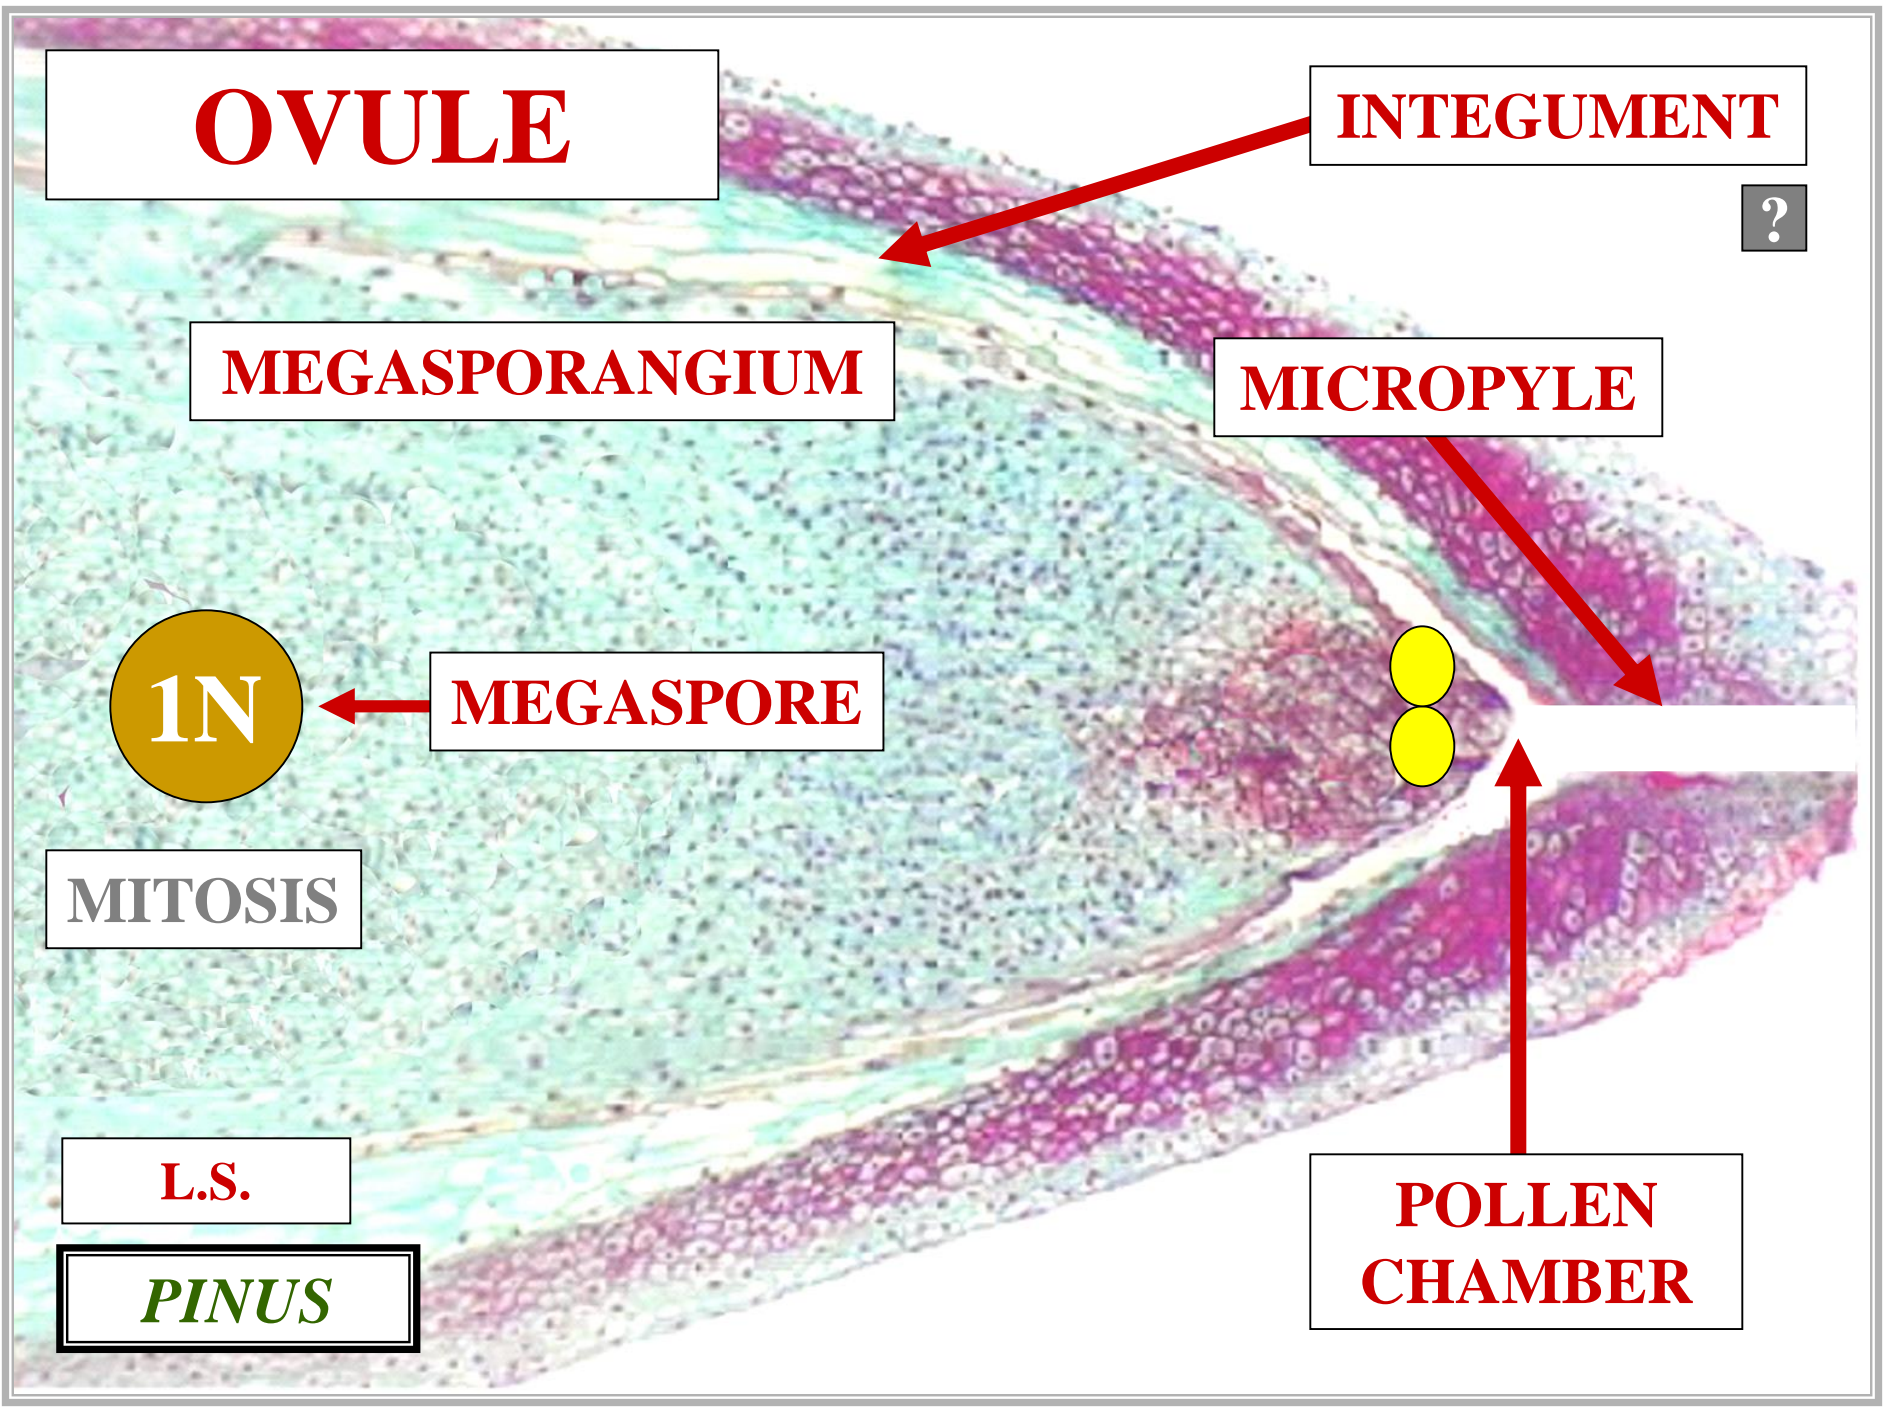 OVULE
INTEGUMENT
?
MEGASPORANGIUM
MICROPYLE
1N
MEGASPORE
MITOSIS
L.S.
POLLEN
CHAMBER
PINUS